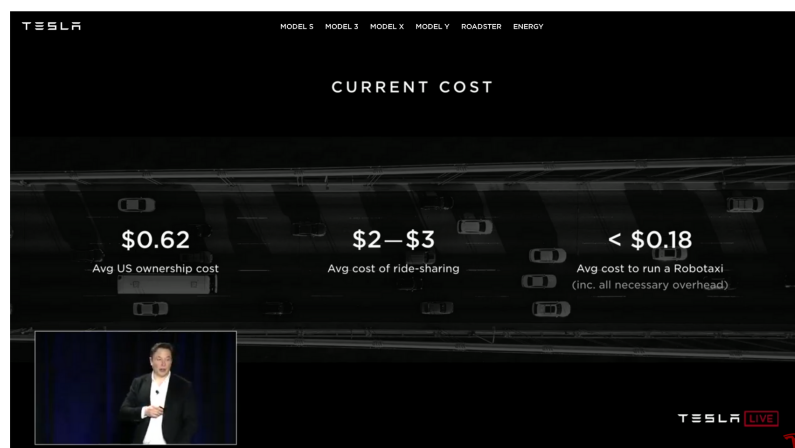 TESLA
MODEL S MODEL 3 MODEL X MODEL Y ROADSTER ENERGY
CURRENT COST
$0.62
Avg US ownership cost
$2—$3
Avg cost of ride-sharing
< $0.18
Avg cost to run a Robotaxi
(inc. all necessary overhead)
TESLA LIVE